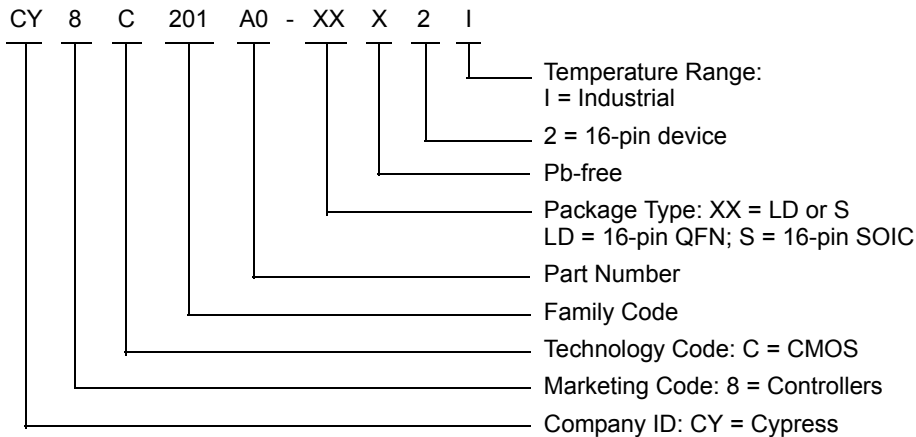 CY 8 C 201 A0 - XX X 2 I
Temperature Range:
I = Industrial
2 = 16-pin device
Pb-free
Package Type: XX = LD or S
LD = 16-pin QFN; S = 16-pin SOIC
Part Number
Family Code
Technology Code: C = CMOS
Marketing Code: 8 = Controllers
Company ID: CY = Cypress